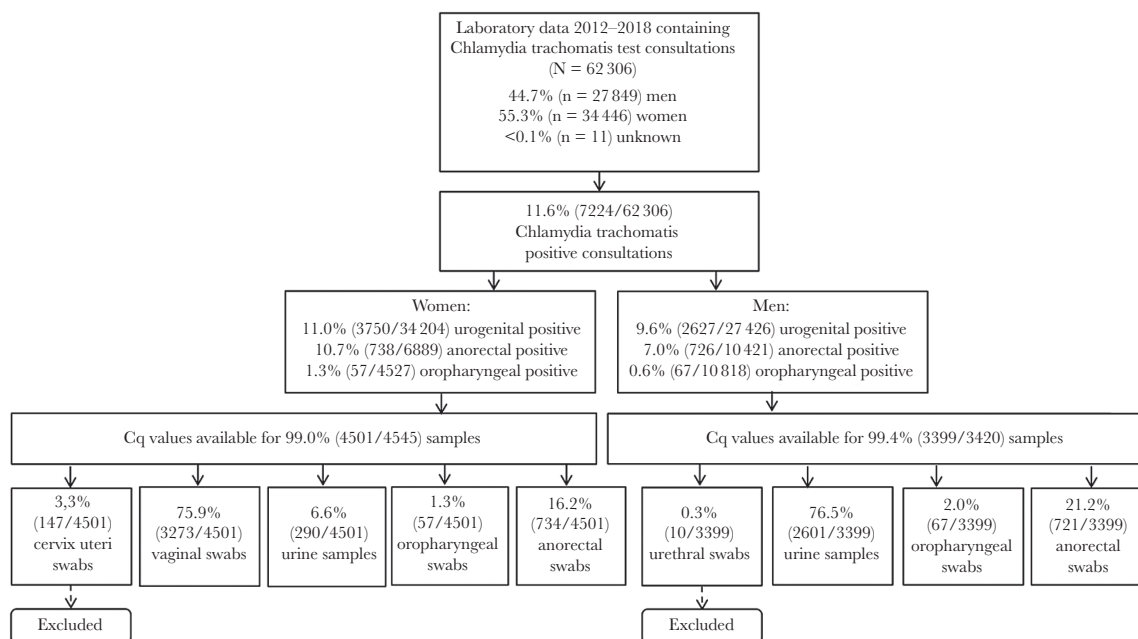 Laboratory data 2012–2018 containing
Chlamydia trachomatis test consultations
(N = 62 306)
44.7% (n = 27 849) men
55.3% (n = 34 446) women
<0.1% (n = 11) unknown
11.6% (7224/62 306)
Chlamydia trachomatis
positive consultations
Women:
11.0% (3750/34 204) urogenital positive
10.7% (738/6889) anorectal positive
1.3% (57/4527) oropharyngeal positive
Men:
9.6% (2627/27 426) urogenital positive
7.0% (726/10 421) anorectal positive
0.6% (67/10 818) oropharyngeal positive
Cq values available for 99.0% (4501/4545) samples
Cq values available for 99.4% (3399/3420) samples
3,3%
(147/4501)
cervix uteri
swabs
75.9%
(3273/4501)
vaginal swabs
6.6%
(290/4501)
urine samples
1.3%
(57/4501)
oropharyngeal
swabs
16.2%
(734/4501)
anorectal
swabs
0.3%
(10/3399)
urethral swabs
76.5%
(2601/3399)
urine samples
2.0%
(67/3399)
oropharyngeal
swabs
21.2%
(721/3399)
anorectal
swabs
Excluded
Excluded